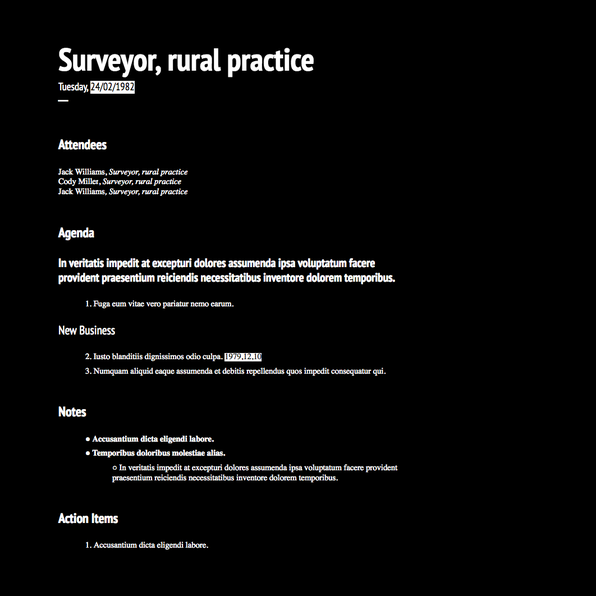 Surveyor, rural practice
Tuesday, 24/02/1982
Attendees
Jack Williams, Surveyor, rural practice
Cody Miller, Surveyor, rural practice
Jack Williams, Surveyor, rural practice
Agenda
In veritatis impedit at excepturi dolores assumenda ipsa voluptatum facere
provident praesentium reiciendis necessitatibus inventore dolorem temporibus.
1. Fuga eum vitae vero pariatur nemo earum.
New Business
2. Iusto blanditiis dignissimos odio culpa. 1979.12.10
3. Numquam aliquid eaque assumenda et debitis repellendus quos impedit consequatur qui.
Notes
● Accusantium dicta eligendi labore.
● Temporibus doloribus molestiae alias.
○ In veritatis impedit at excepturi dolores assumenda ipsa voluptatum facere provident
praesentium reiciendis necessitatibus inventore dolorem temporibus.
Action Items
1. Accusantium dicta eligendi labore.